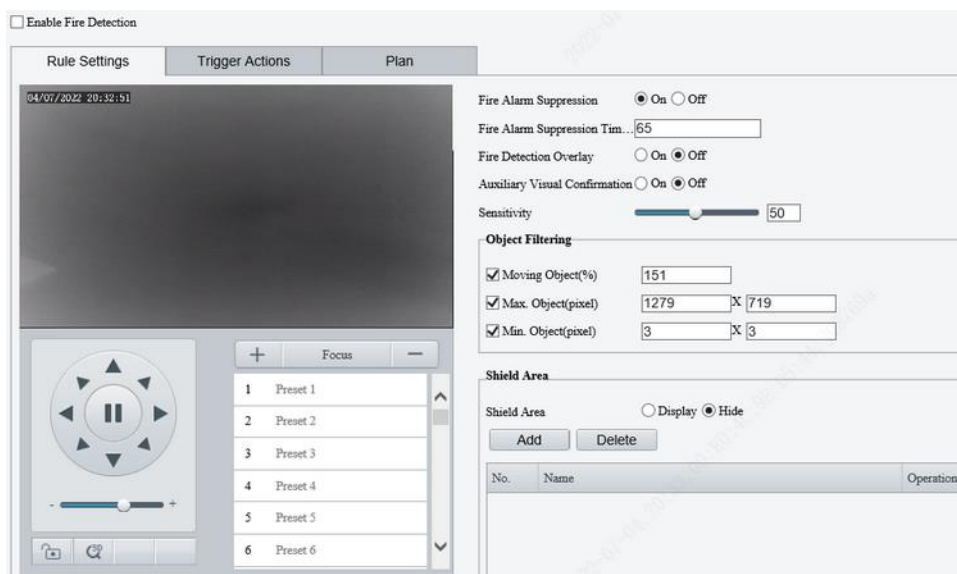 Enable Fire Detection
Rule Settings
Trigger Actions
Plan
04/07/2022 20:32:51
Fire Alarm Suppression On Off
Fire Alarm Suppression Tim... 65
Fire Detection Overlay On Off
Auxiliary Visual Confirmation On Off
Sensitivity 50
Object Filtering
Moving Object(%) 151
Max. Object(pixel) 1279 X 719
Min. Object(pixel) 3 X 3
+ Focus −
1 Preset 1
2 Preset 2
3 Preset 3
4 Preset 4
5 Preset 5
6 Preset 6
- +
Shield Area
Shield Area Display Hide
Add Delete
No. Name Operation